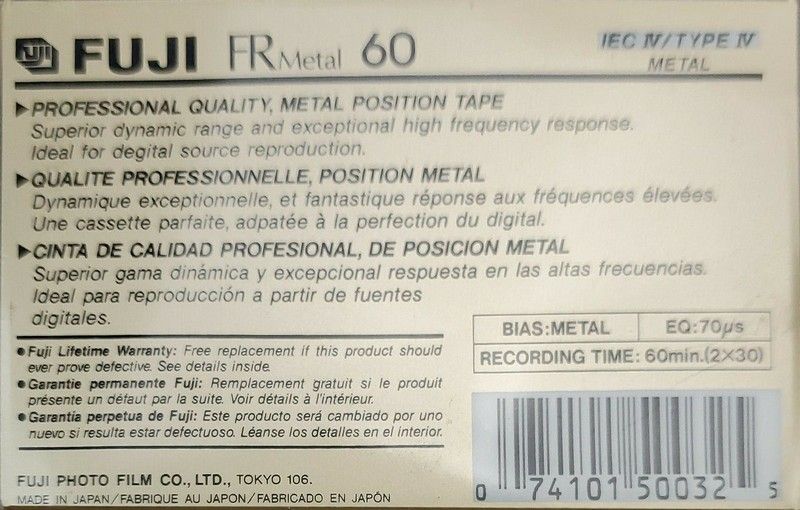 FUJI FUJI FR Metal 60
IEC IV/TYPE IV
METAL
▶PROFESSIONAL QUALITY, METAL POSITION TAPE
Superior dynamic range and exceptional high frequency response.
Ideal for degital source reproduction.
▶QUALITE PROFESSIONNELLE, POSITION METAL
Dynamique exceptionnelle, et fantastique réponse aux fréquences élevées.
Une cassette parfaite, adpatée à la perfection du digital.
▶CINTA DE CALIDAD PROFESIONAL, DE POSICION METAL
Superior gama dinámica y excepcional respuesta en las altas frecuencias.
Ideal para reproducción a partir de fuentes
digitales.
●Fuji Lifetime Warranty: Free replacement if this product should
ever prove defective. See details inside.
●Garantie permanente Fuji: Remplacement gratuit si le produit
présente un défaut par la suite. Voir détails à l'intérieur.
●Garantía perpetua de Fuji: Este producto será cambiado por uno
nuevo si resulta estar defectuoso. Léanse los detalles en el interior.
BIAS:METAL EQ:70μs
RECORDING TIME: 60min.(2×30)
FUJI PHOTO FILM CO., LTD., TOKYO 106.
MADE IN JAPAN/FABRIQUE AU JAPON/FABRICADO EN JAPÓN
0 74101 50032 5